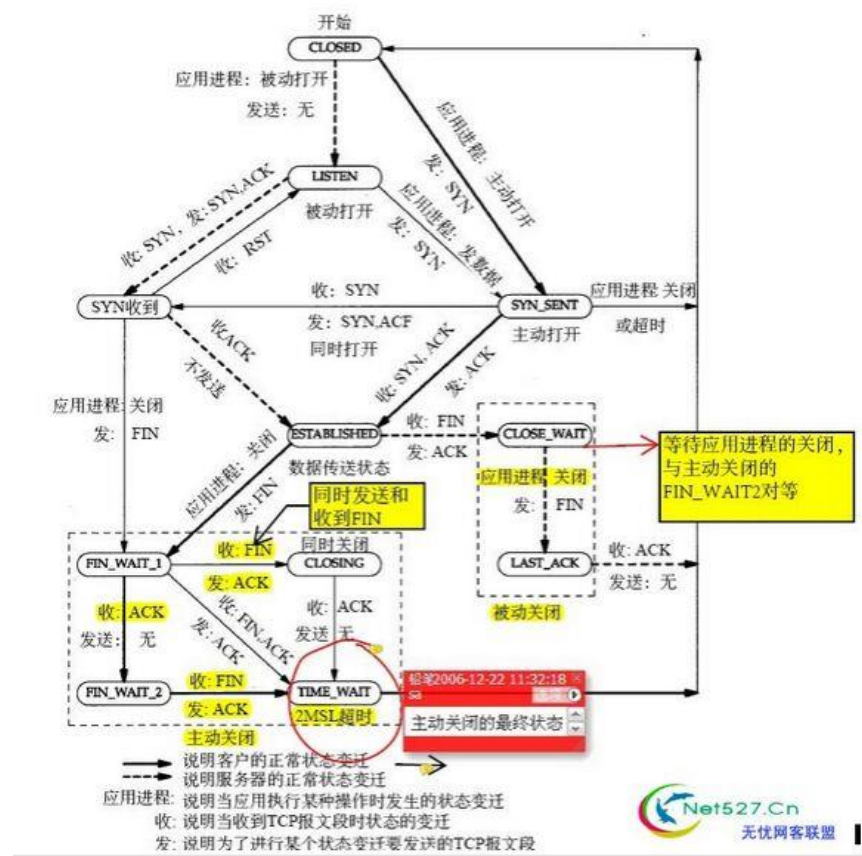 开始
CLOSED
应用进程：被动打开
发送：无
应用进程：主动打开
发：SYN
LISTEN
被动打开
收：SYN，发：SYN,ACK
收：RST
应用进程：发数据
发：SYN
SYN收到
收：SYN
发：SYN,ACF
同时打开
SYN_SENT
主动打开
应用进程:关闭
或超时
收ACK
不发送
收：SYN, ACK
发：ACK
应用进程:关闭
发： FIN
ESTABLISHED
数据传送状态
收：FIN
发：ACK
CLOSE_WAIT
等待应用进程的关闭，
与主动关闭的
FIN_WAIT2对等
应用进程:关闭
发： FIN
应用进程：关闭
发：FIN
同时发送和
收到FIN
FIN_WAIT_1
收：FIN
发：ACK
同时关闭
CLOSING
LAST_ACK
收：ACK
发送：无
被动关闭
收：ACK
发送： 无
收：FIN,ACK
发：ACK
收：ACK
发送 无
FIN_WAIT_2
收：FIN
发：ACK
TIME_WAIT
2MSL超时
2006-12-22 11:32:18
sa
主动关闭的最终状态
主动关闭
说明客户的正常状态变迁
说明服务器的正常状态变迁
应用进程：说明当应用执行某种操作时发生的状态变迁
收：说明当收到TCP报文段时状态的变迁
发：说明为了进行某个状态变迁要发送的TCP报文段
Net527.Cn
无忧网客联盟